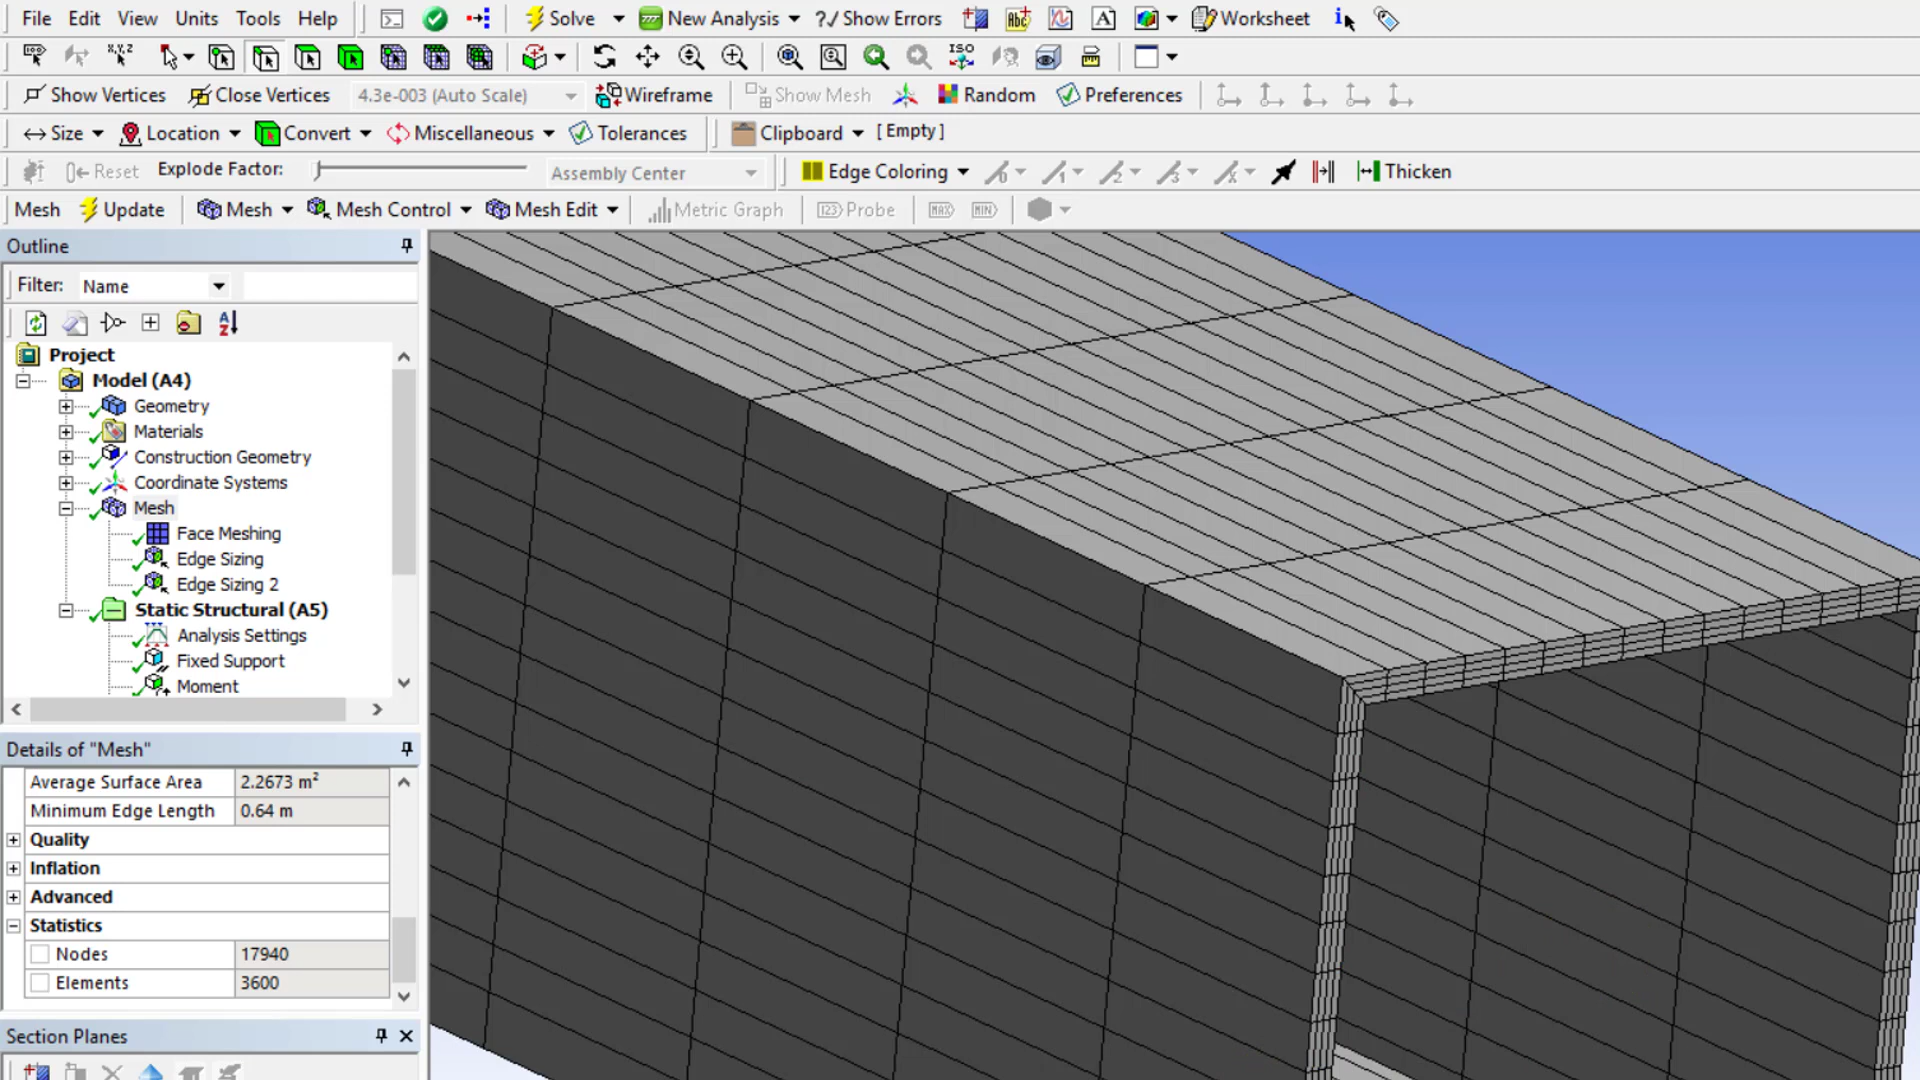 File Edit View Units Tools Help Solve New Analysis ?/ Show Errors Worksheet
Show Vertices Close Vertices 4.3e-003 (Auto Scale) Wireframe Show Mesh Random Preferences
Size Location Convert Miscellaneous Tolerances Clipboard [ Empty ]
Reset Explode Factor: Assembly Center Edge Coloring Thicken
Mesh Update Mesh Mesh Control Mesh Edit Metric Graph Probe MAX MIN
Outline
Filter: Name
Project
Model (A4)
Geometry
Materials
Construction Geometry
Coordinate Systems
Mesh
Face Meshing
Edge Sizing
Edge Sizing 2
Static Structural (A5)
Analysis Settings
Fixed Support
Moment
Details of "Mesh"
Average Surface Area 2.2673 m²
Minimum Edge Length 0.64 m
Quality
Inflation
Advanced
Statistics
Nodes 17940
Elements 3600
Section Planes